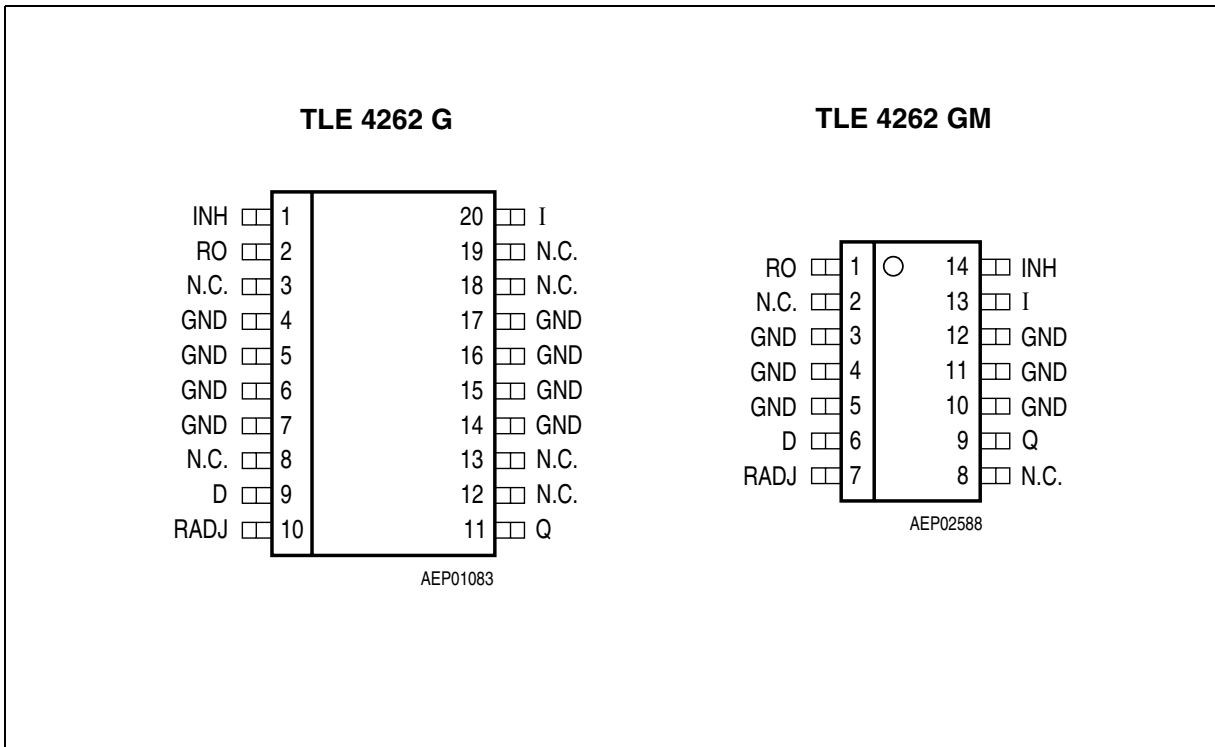 TLE 4262 G
INH 1 20 I
RO 2 19 N.C.
N.C. 3 18 N.C.
GND 4 17 GND
GND 5 16 GND
GND 6 15 GND
GND 7 14 GND
N.C. 8 13 N.C.
D 9 12 N.C.
RADJ 10 11 Q
AEP01083
TLE 4262 GM
RO 1 14 INH
N.C. 2 13 I
GND 3 12 GND
GND 4 11 GND
GND 5 10 GND
D 6 9 Q
RADJ 7 8 N.C.
AEP02588